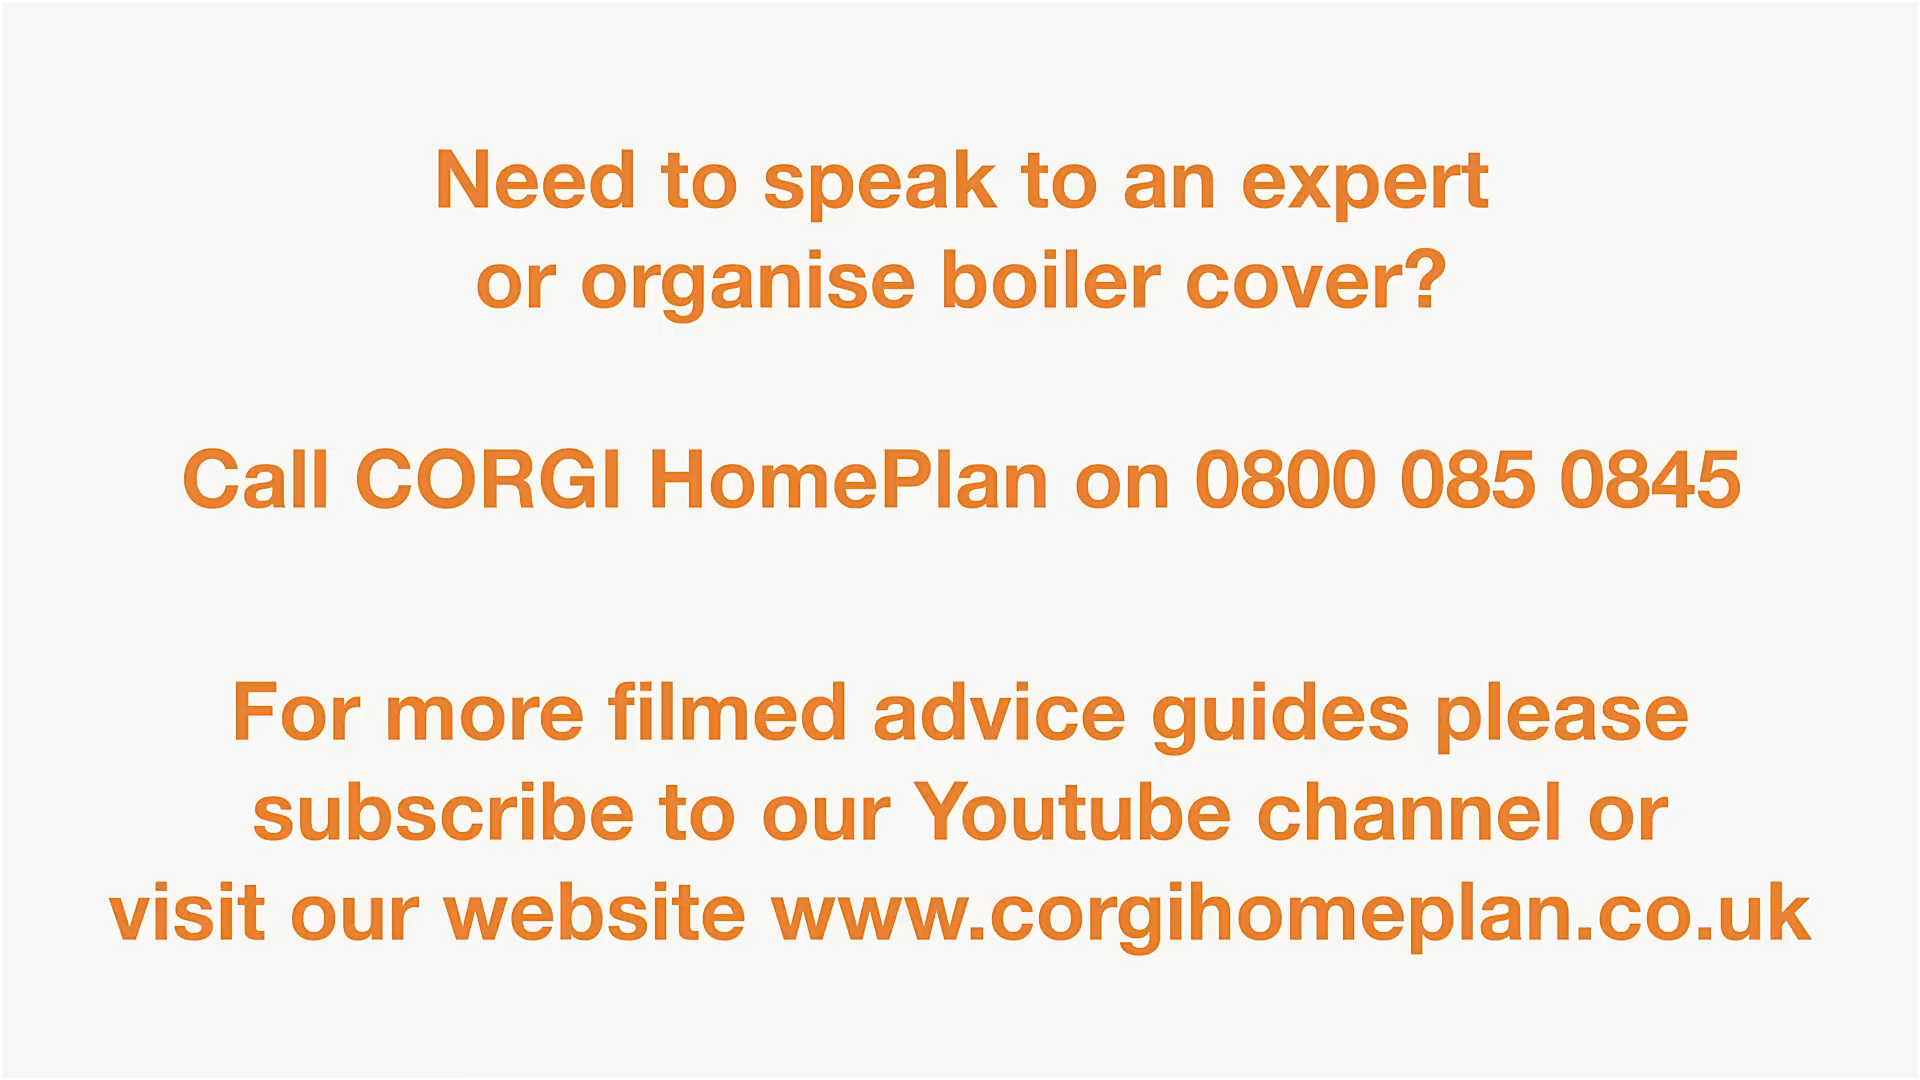 Need to speak to an expert
or organise boiler cover?
Call CORGI HomePlan on 0800 085 0845
For more filmed advice guides please
subscribe to our Youtube channel or
visit our website www.corgihomeplan.co.uk